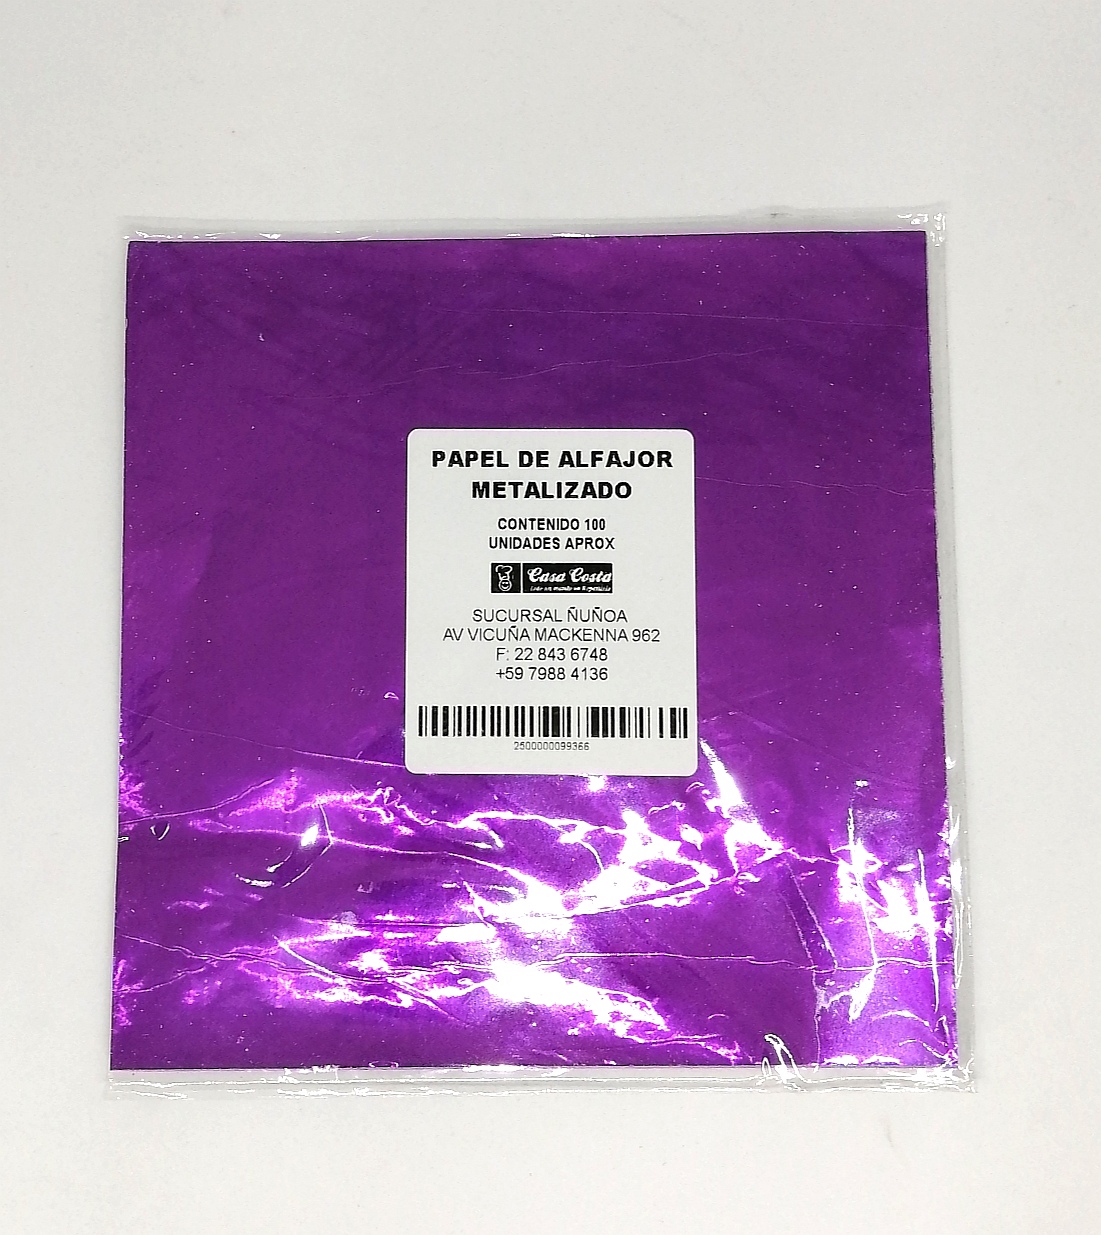 PAPEL DE ALFAJOR
METALIZADO
CONTENIDO 100
UNIDADES APROX
Casa Costa
SUCURSAL ÑUÑOA
AV VICUÑA MACKENNA 962
F: 22 843 6748
+59 7988 4136
2500000099366